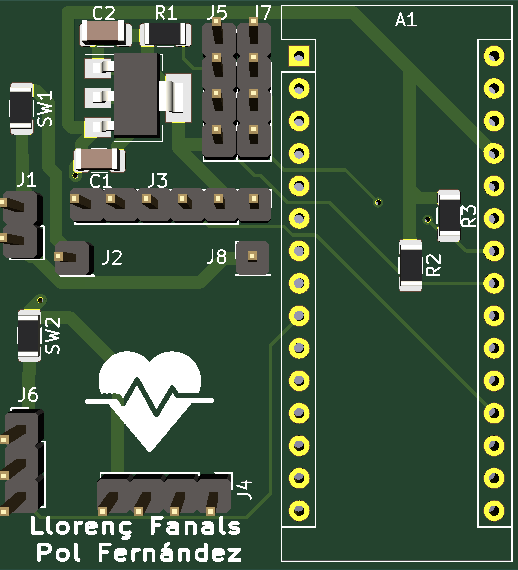 C2 R1 J5 J7 A1
SW1
C1
J1 J3
R3
J2 J8
R2
SW2
J6
J4
Llorenç Fanals
Pol Fernández